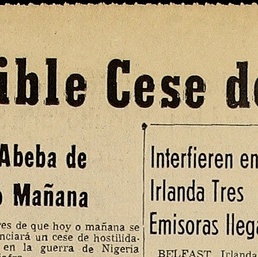 ible Cese de
Abeba de
Mañana
res de que hoy o mañana se
nciará un cese de hostilida-
en la guerra de Nigeria
Interfieren en
Irlanda Tres
Emisoras Ilega
BELFAST Irlanda